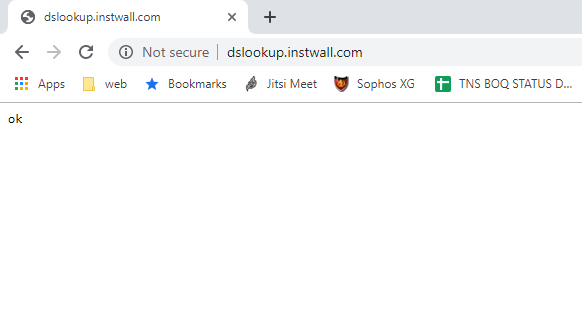 dslookup.instwall.com
Not secure | dslookup.instwall.com
Apps web Bookmarks Jitsi Meet Sophos XG TNS BOQ STATUS D...
ok